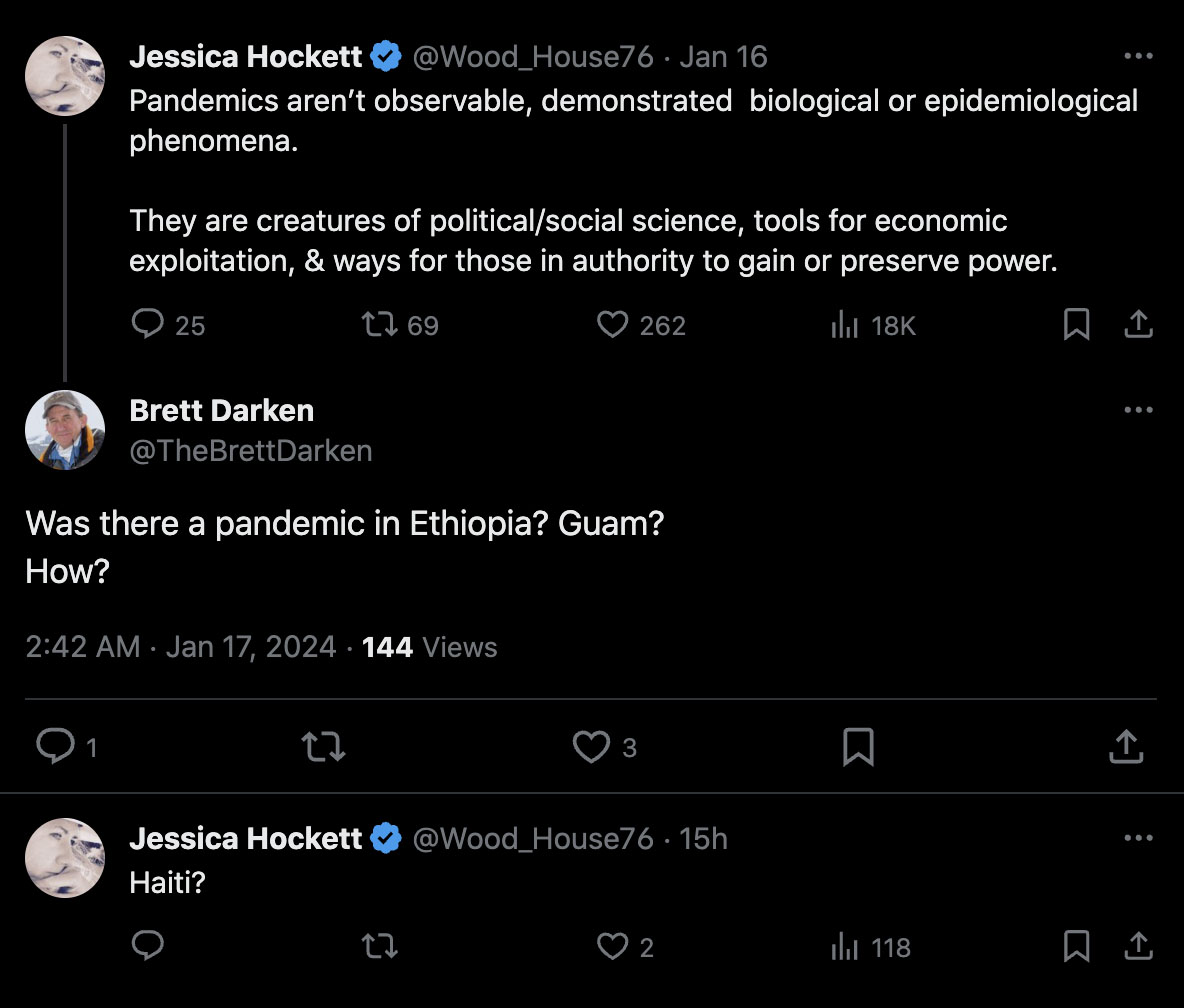 Jessica Hockett @Wood_House76 · Jan 16
Pandemics aren’t observable, demonstrated  biological or epidemiological
phenomena.
They are creatures of political/social science, tools for economic
exploitation, & ways for those in authority to gain or preserve power.
25 69 262 18K
Brett Darken
@TheBrettDarken
Was there a pandemic in Ethiopia? Guam?
How?
2:42 AM · Jan 17, 2024 · 144 Views
1 3
Jessica Hockett @Wood_House76 · 15h
Haiti?
2 118